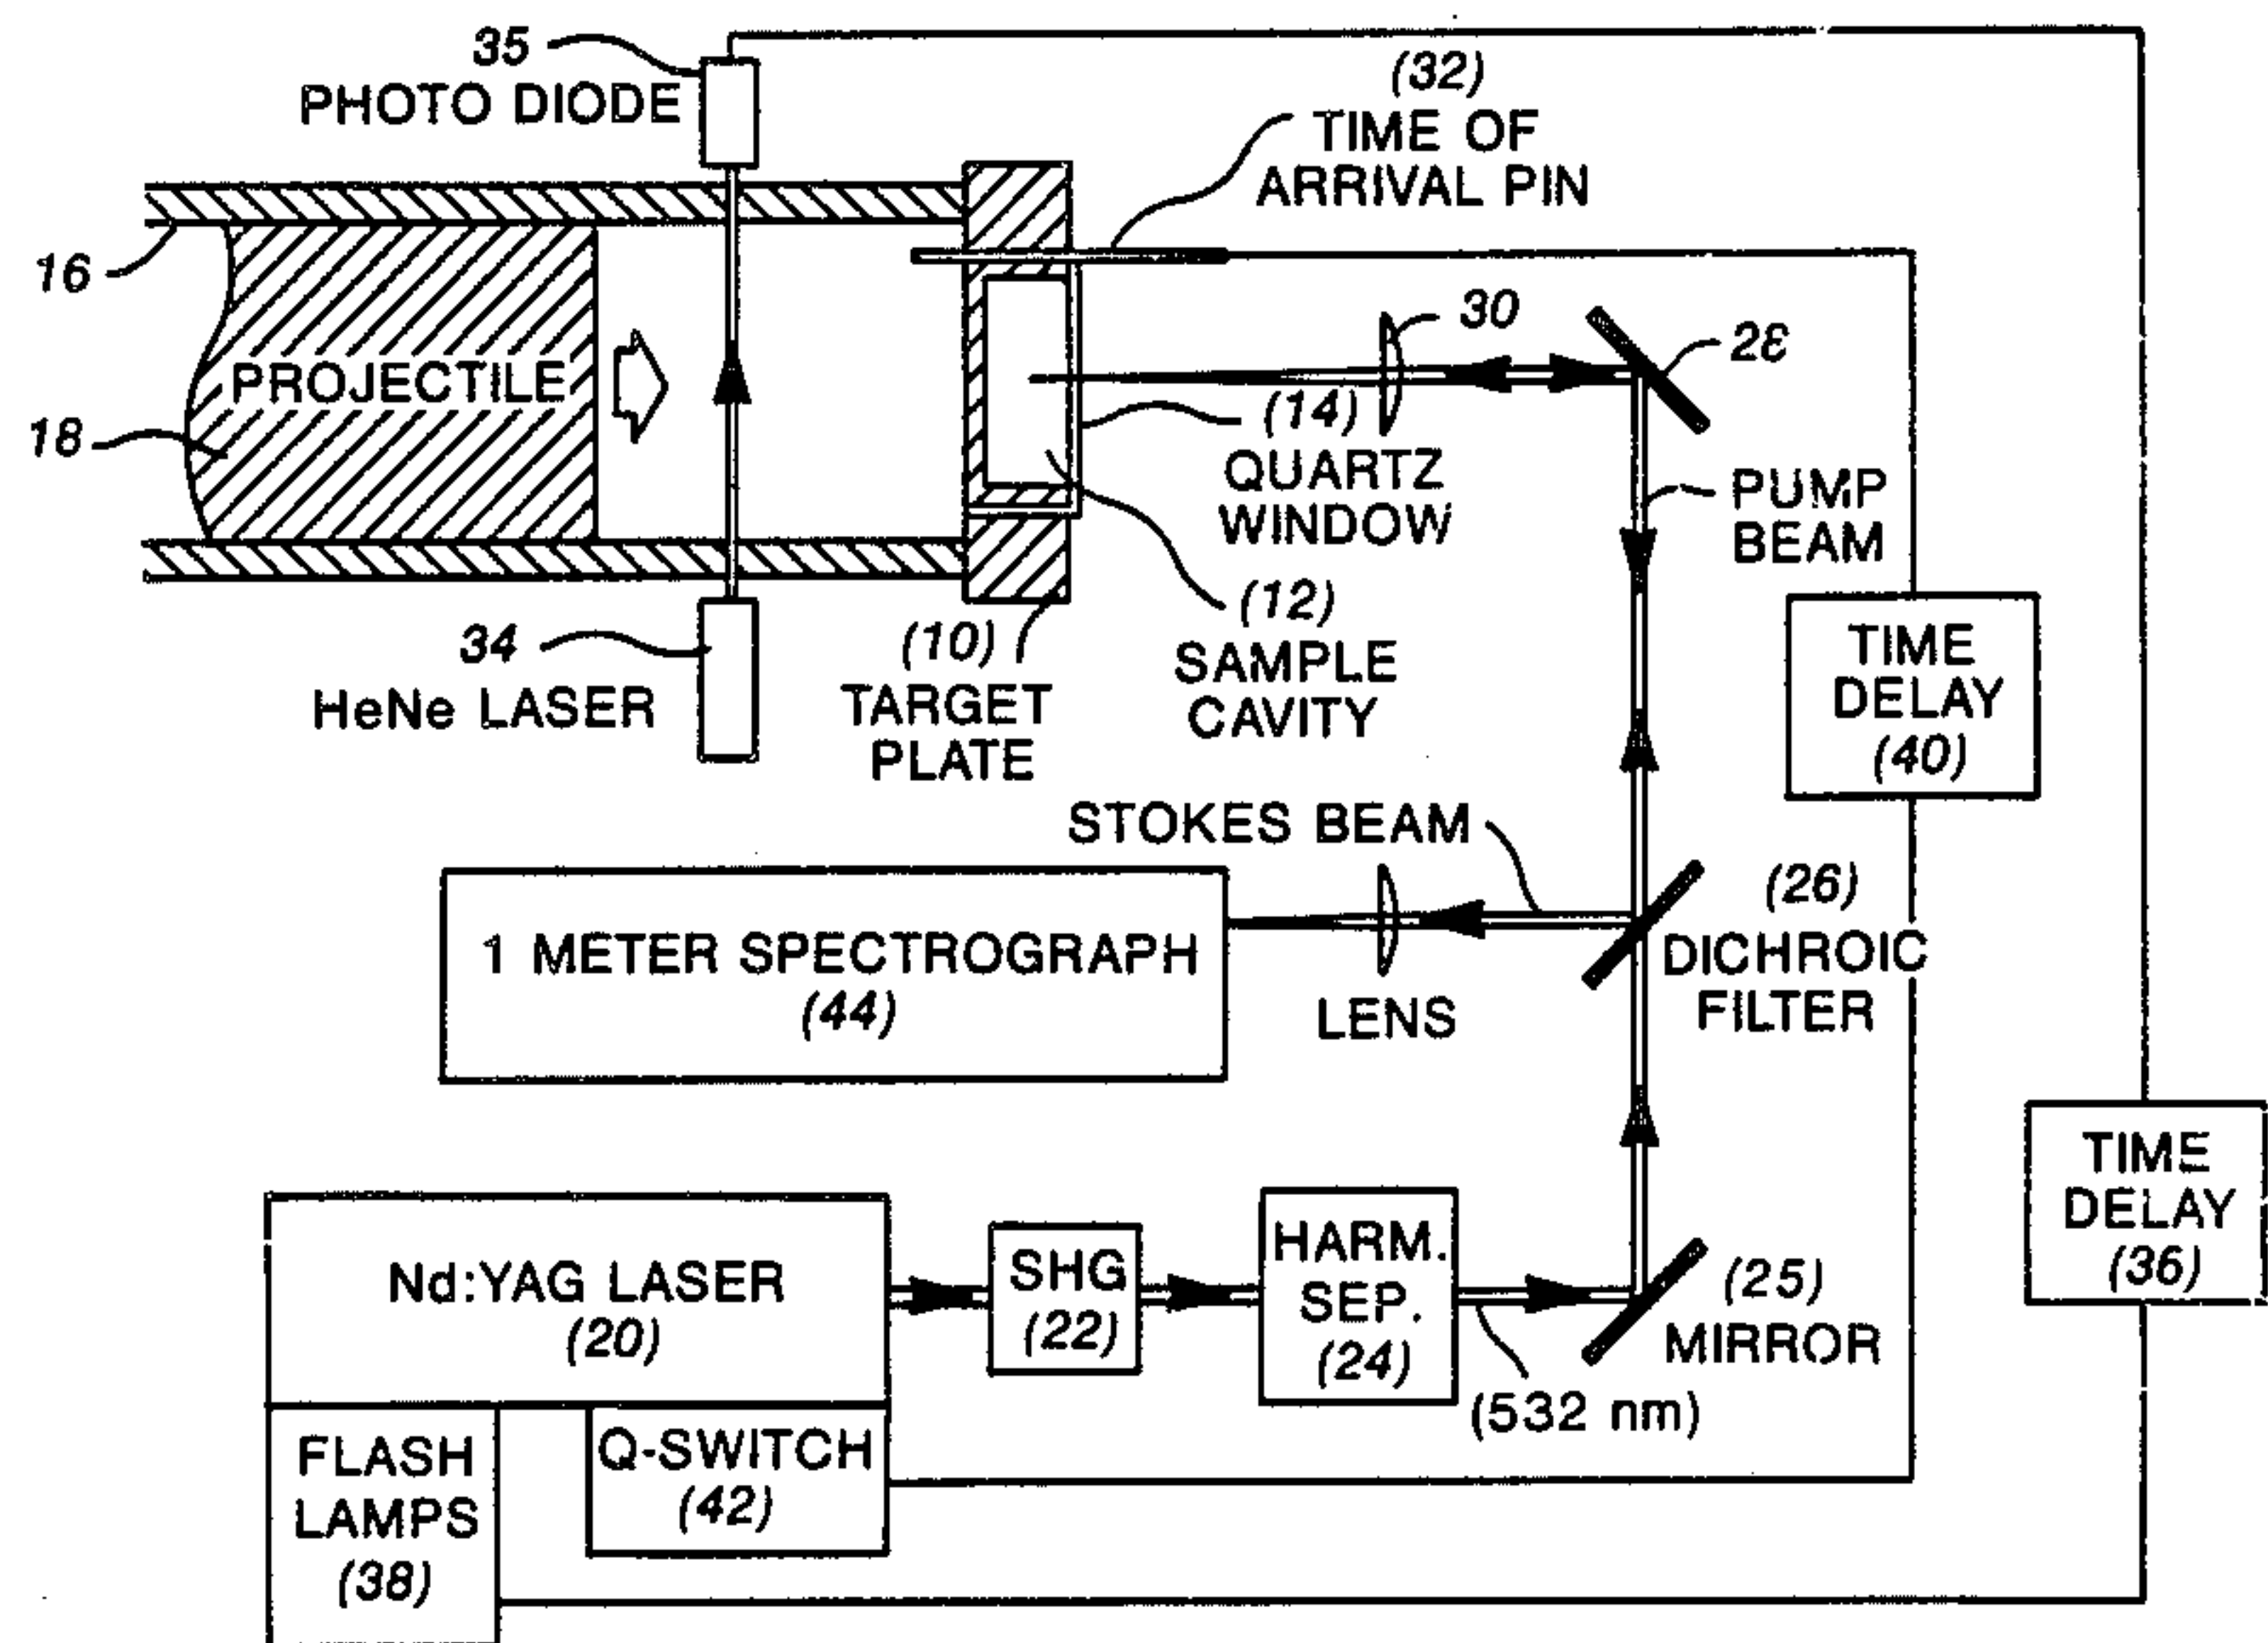 35
PHOTO DIODE
(32)
TIME OF
ARRIVAL PIN
16
30
28
PROJECTILE
18
(14)
QUARTZ
WINDOW
PUMP
BEAM
34
HeNe LASER
(10)
TARGET
PLATE
(12)
SAMPLE
CAVITY
TIME
DELAY
(40)
STOKES BEAM
1 METER SPECTROGRAPH
(44)
LENS
(26)
DICHROIC
FILTER
TIME
DELAY
(36)
Nd:YAG LASER
(20)
SHG
(22)
HARM.
SEP.
(24)
(25)
MIRROR
(532 nm)
FLASH
LAMPS
(38)
Q-SWITCH
(42)